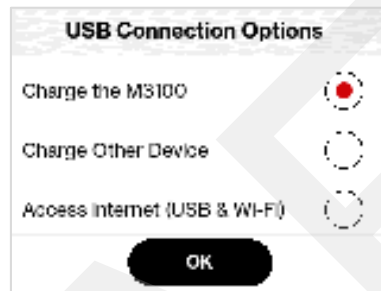 USB Connection Options
Charge the M3100
Charge Other Device
Access Internet (USB & Wi-Fi)
OK